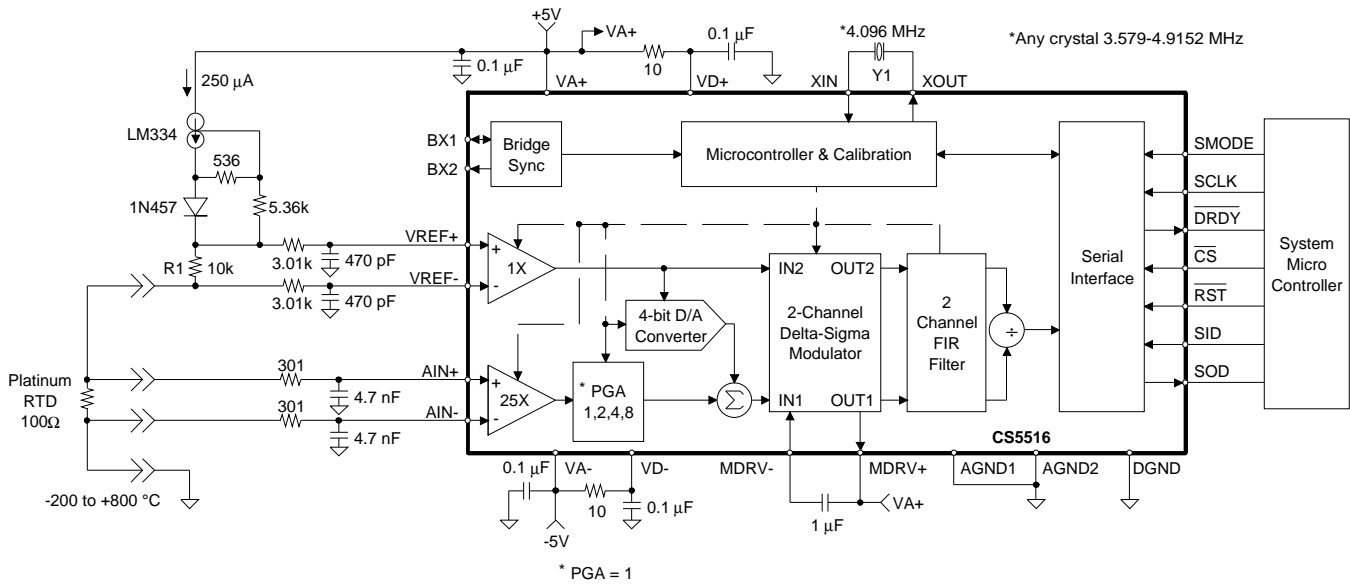 +5V
VA+
0.1 µF
*4.096 MHz
*Any crystal 3.579-4.9152 MHz
10
0.1 µF
Y1
250 µA
VA+
VD+
XIN
XOUT
LM334
BX1
BX2
Bridge
Sync
Microcontroller & Calibration
SMODE
536
SCLK
1N457
5.36k
DRDY
VREF+
+
1X
-
IN2
OUT2
Serial
Interface
CS
System
Micro
Controller
3.01k
470 pF
R1
10k
VREF-
RST
3.01k
470 pF
4-bit D/A
Converter
2-Channel
Delta-Sigma
Modulator
2
Channel
FIR
Filter
÷
SID
Platinum
RTD
100Ω
301
AIN+
+
25X
-
SOD
4.7 nF
* PGA
1,2,4,8
Σ
IN1
OUT1
301
AIN-
4.7 nF
CS5516
0.1 µF
VA-
VD-
MDRV-
MDRV+
AGND1
AGND2
DGND
-200 to +800 °C
10
0.1 µF
1 µF
VA+
-5V
* PGA = 1